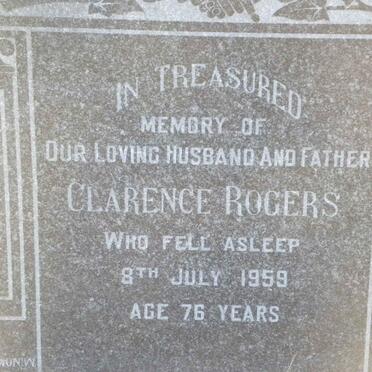 IN TREASURED
MEMORY OF
OUR LOVING HUSBAND AND FATHER
CLARENCE ROGERS
WHO FELL ASLEEP
8TH JULY 1959
AGE 76 YEARS